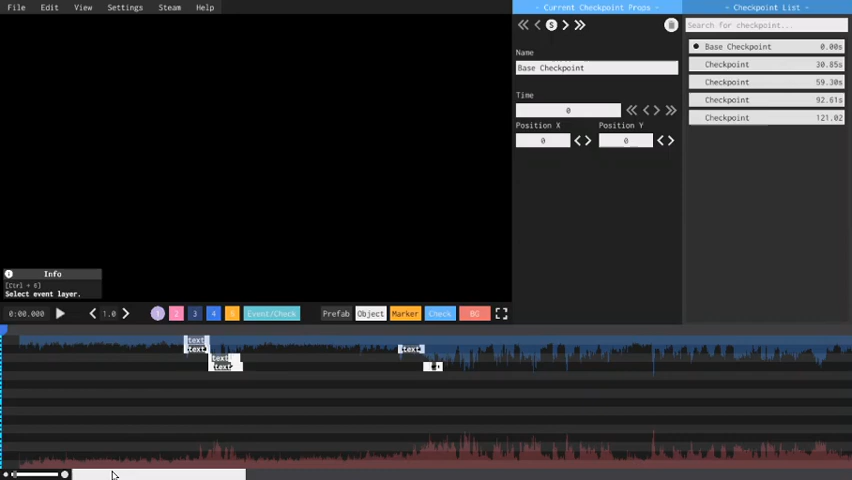 File Edit View Settings Steam Help
- Current Checkpoint Props -
- Checkpoint List -
S
Search for checkpoint...
Name
Base Checkpoint
Time
0
Position X Position Y
0 0
Base Checkpoint 0.00s
Checkpoint 30.85s
Checkpoint 59.30s
Checkpoint 92.61s
Checkpoint 121.02
Info
[Ctrl + 6]
Select event layer.
0:00.000 1.0 1 2 3 4 5 Event/Check Prefab Object Marker Check BG
text
text text
text
text